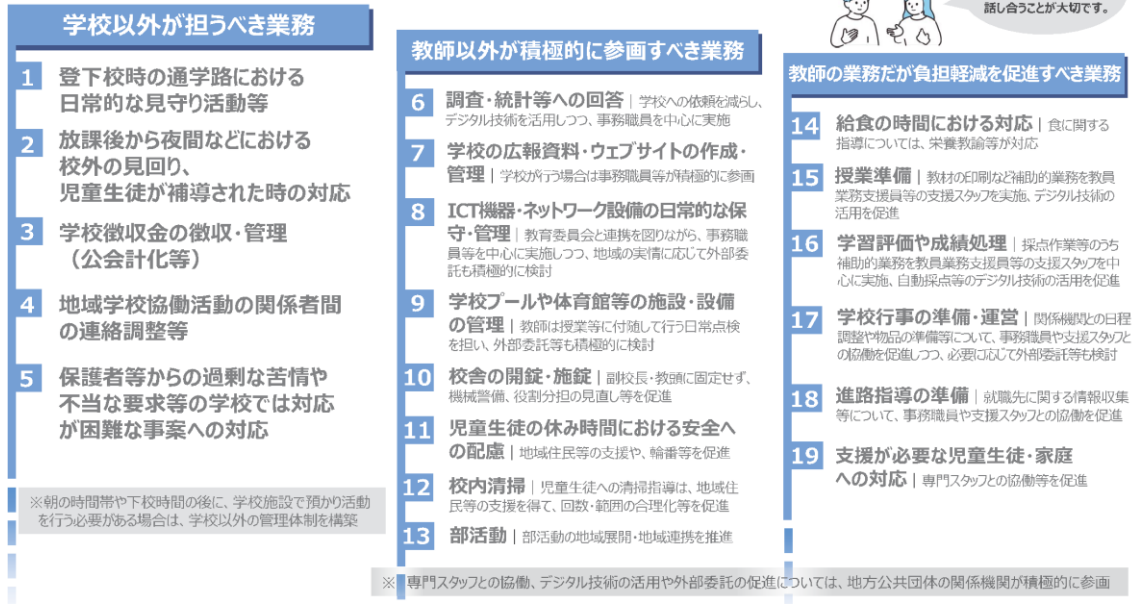 学校以外が担うべき業務
1 登下校時の通学路における
日常的な見守り活動等
2 放課後から夜間などにおける
校外の見回り、
児童生徒が補導された時の対応
3 学校徴収金の徴収・管理
（公会計化等）
4 地域学校協働活動の関係者間
の連絡調整等
5 保護者等からの過剰な苦情や
不当な要求等の学校では対応
が困難な事案への対応
※朝の時間帯や下校時間の後に、学校施設で預かり活動
を行う必要がある場合は、学校以外の管理体制を構築
教師以外が積極的に参画すべき業務
6 調査・統計等への回答｜学校への依頼を減らし、
デジタル技術を活用しつつ、事務職員を中心に実施
7 学校の広報資料・ウェブサイトの作成・
管理｜学校が行う場合は事務職員等が積極的に参画
8 ICT機器・ネットワーク設備の日常的な保
守・管理｜教育委員会と連携を図りながら、事務職
員等を中心に実施しつつ、地域の実情に応じて外部委
託も積極的に検討
9 学校プールや体育館等の施設・設備
の管理｜教師は授業等に付随して行う日常点検
を担い、外部委託等も積極的に検討
10 校舎の開錠・施錠｜副校長・教頭に固定せず、
機械警備、役割分担の見直し等を促進
11 児童生徒の休み時間における安全へ
の配慮｜地域住民等の支援や、輪番等を促進
12 校内清掃｜児童生徒への清掃指導は、地域住
民等の支援を得て、回数・範囲の合理化等を促進
13 部活動｜部活動の地域展開・地域連携を推進
話し合うことが大切です。
教師の業務だが負担軽減を促進すべき業務
14 給食の時間における対応｜食に関する
指導については、栄養教諭等が対応
15 授業準備｜教材の印刷など補助的業務を教員
業務支援員等の支援スタッフを実施、デジタル技術の
活用を促進
16 学習評価や成績処理｜採点作業等のうち
補助的業務を教員業務支援員等の支援スタッフを中
心に実施、自動採点等のデジタル技術の活用を促進
17 学校行事の準備・運営｜関係機関との日程
調整や物品の準備等について、事務職員や支援スタッフと
の協働を促進しつつ、必要に応じて外部委託等も検討
18 進路指導の準備｜就職先に関する情報収集
等について、事務職員や支援スタッフとの協働を促進
19 支援が必要な児童生徒・家庭
への対応｜専門スタッフとの協働等を促進
※ 専門スタッフとの協働、デジタル技術の活用や外部委託の促進については、地方公共団体の関係機関が積極的に参画